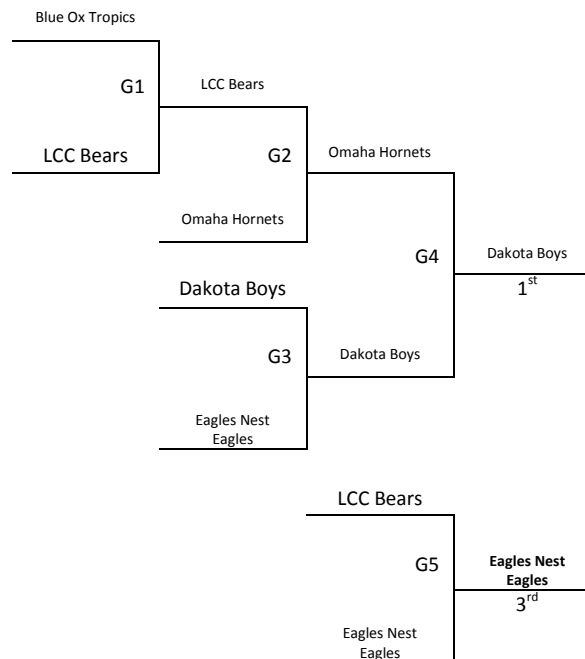 Blue Ox Tropics
G1
LCC Bears
LCC Bears
G2
Omaha Hornets
Omaha Hornets
G4
Dakota Boys
1st
Dakota Boys
G3
Dakota Boys
Eagles Nest
Eagles
LCC Bears
G5
Eagles Nest
Eagles
3rd
Eagles Nest
Eagles